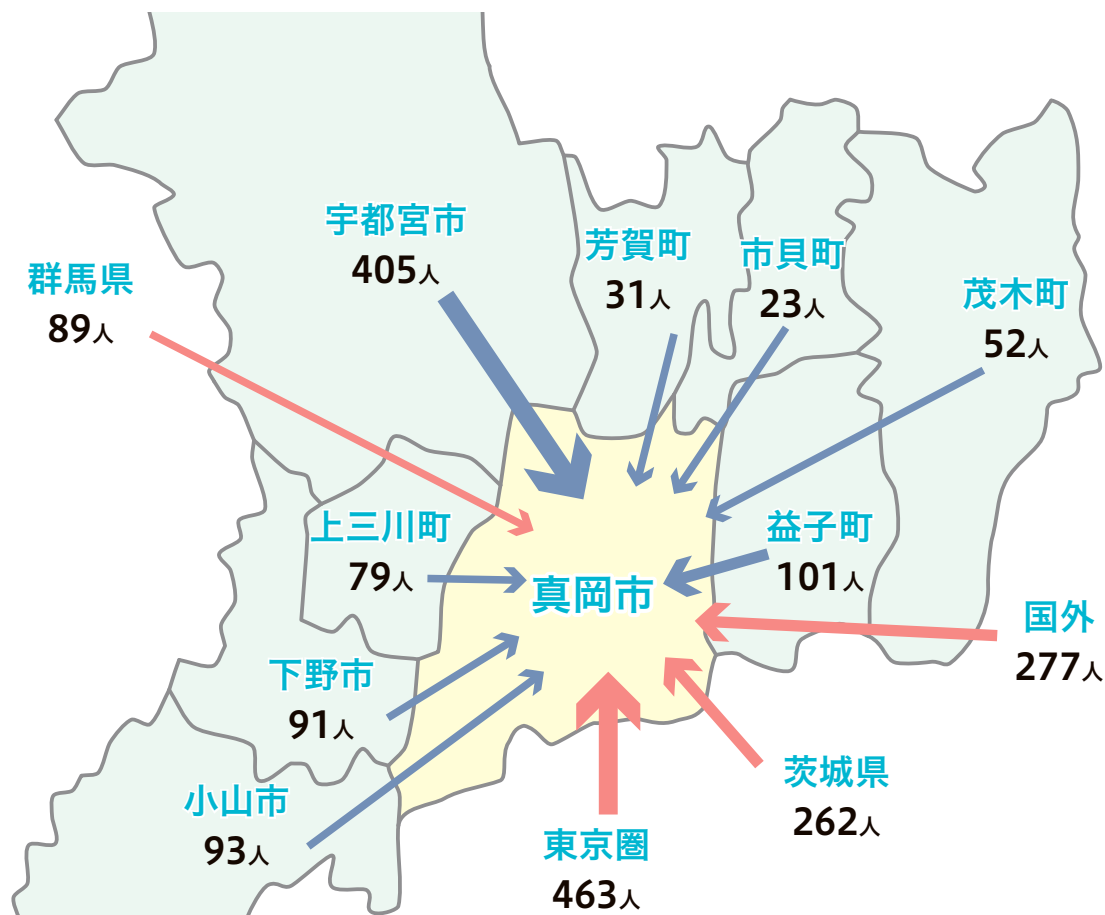 宇都宮市
405人
芳賀町
31人
市貝町
23人
茂木町
52人
群馬県
89人
上三川町
79人
真岡市
益子町
101人
国外
277人
下野市
91人
小山市
93人
茨城県
262人
東京圏
463人